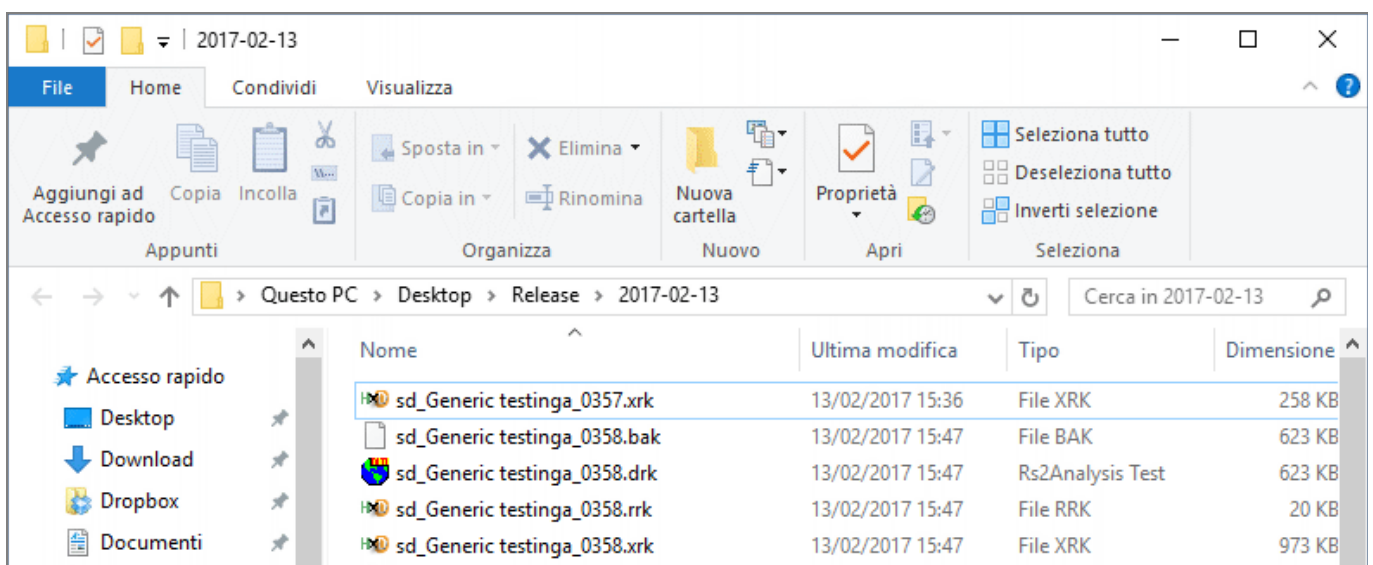 2017-02-13
File Home Condividi Visualizza
Sposta in Elimina Seleziona tutto
Deseleziona tutto
Aggiungi ad Copia Incolla Copia in Rinomina Nuova Proprietà
Accesso rapido cartella Inverti selezione
Appunti Organizza Nuovo Apri Seleziona
Questo PC > Desktop > Release > 2017-02-13 Cerca in 2017-02-13
Nome Ultima modifica Tipo Dimensione
Accesso rapido
sd_Generic testinga_0357.xrk 13/02/2017 15:36 File XRK 258 KB
Desktop
sd_Generic testinga_0358.bak 13/02/2017 15:47 File BAK 623 KB
Download
sd_Generic testinga_0358.drk 13/02/2017 15:47 Rs2Analysis Test 623 KB
Dropbox
sd_Generic testinga_0358.rrk 13/02/2017 15:47 File RRK 20 KB
Documenti
sd_Generic testinga_0358.xrk 13/02/2017 15:47 File XRK 973 KB